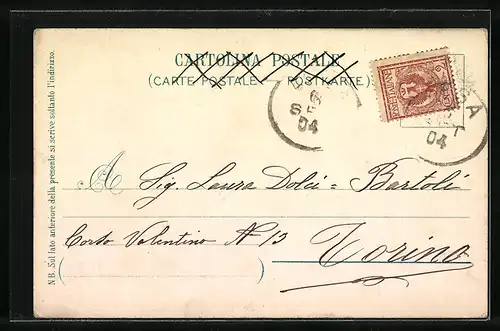 CARTOLINA POSTALE
(CARTE POSTALE POSTKARTE)
04
04
A Sig. Laura Dolci = Bartoli
Corso Valentino N 13
Torino
NB. Sul lato anteriore della presente si scrive soltanto l'indirizzo.